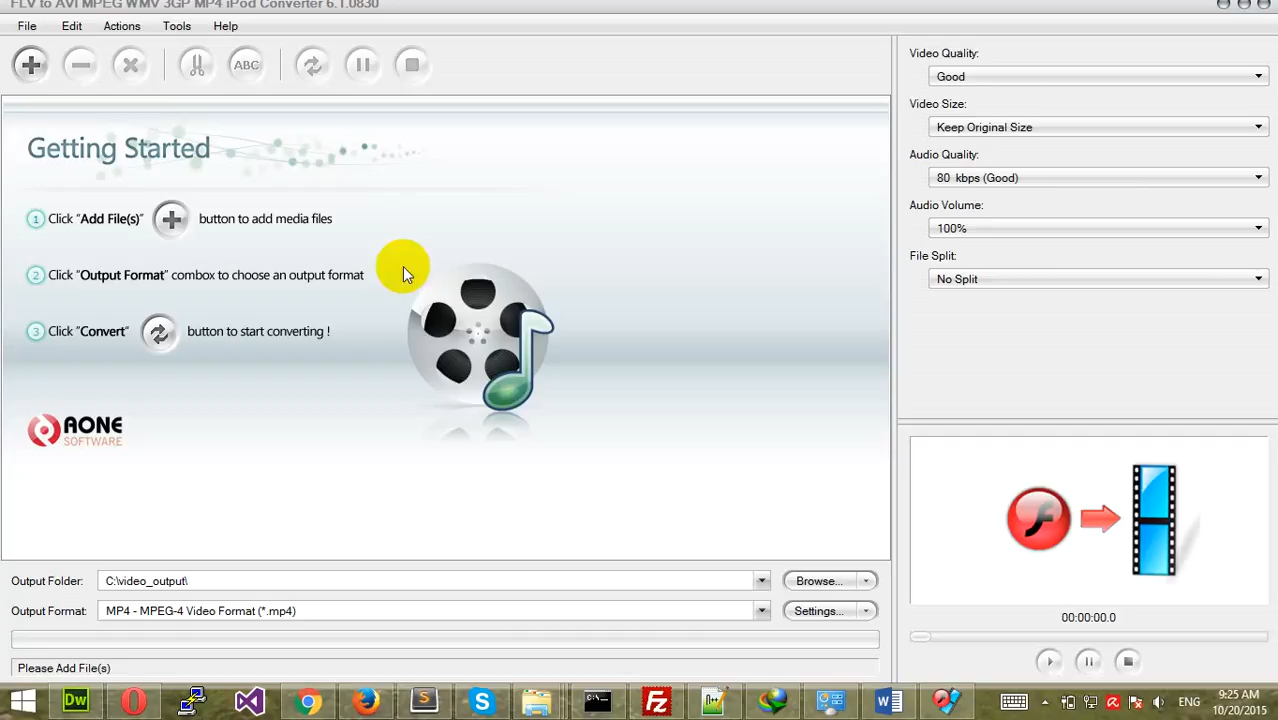 FLV to AVI MPEG WMV 3GP MP4 iPod Converter 6.1.0830
File Edit Actions Tools Help
ABC
Getting Started
1 Click "Add File(s)" button to add media files
2 Click "Output Format" combox to choose an output format
3 Click "Convert" button to start converting !
AONE
SOFTWARE
Video Quality:
Good
Video Size:
Keep Original Size
Audio Quality:
80 kbps (Good)
Audio Volume:
100%
File Split:
No Split
00:00:00.0
Output Folder: C:\video_output\ Browse...
Output Format: MP4 - MPEG-4 Video Format (*.mp4) Settings...
Please Add File(s)
Dw
ENG
9:25 AM
10/20/2015